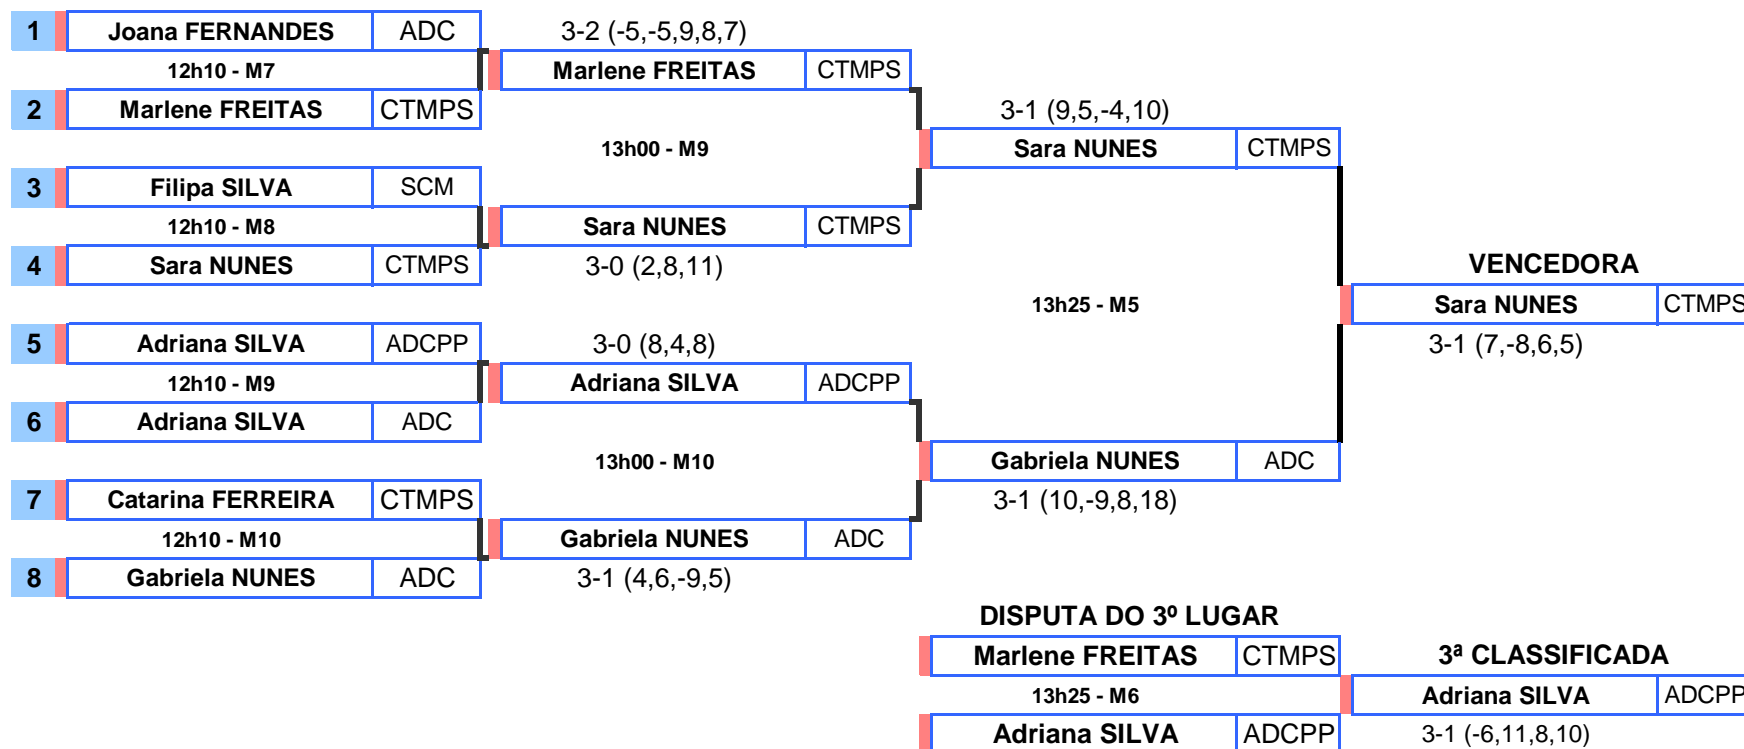 1 Joana FERNANDES ADC 3-2 (-5,-5,9,8,7)
12h10 - M7 Marlene FREITAS CTMPS
2 Marlene FREITAS CTMPS 3-1 (9,5,-4,10)
13h00 - M9 Sara NUNES CTMPS
3 Filipa SILVA SCM
12h10 - M8 Sara NUNES CTMPS
4 Sara NUNES CTMPS 3-0 (2,8,11) VENCEDORA
13h25 - M5 Sara NUNES CTMPS
5 Adriana SILVA ADCPP 3-0 (8,4,8) 3-1 (7,-8,6,5)
12h10 - M9 Adriana SILVA ADCPP
6 Adriana SILVA ADC
13h00 - M10 Gabriela NUNES ADC
7 Catarina FERREIRA CTMPS 3-1 (10,-9,8,18)
12h10 - M10 Gabriela NUNES ADC
8 Gabriela NUNES ADC 3-1 (4,6,-9,5)
DISPUTA DO 3º LUGAR
Marlene FREITAS CTMPS 3ª CLASSIFICADA
13h25 - M6 Adriana SILVA ADCPP
Adriana SILVA ADCPP 3-1 (-6,11,8,10)